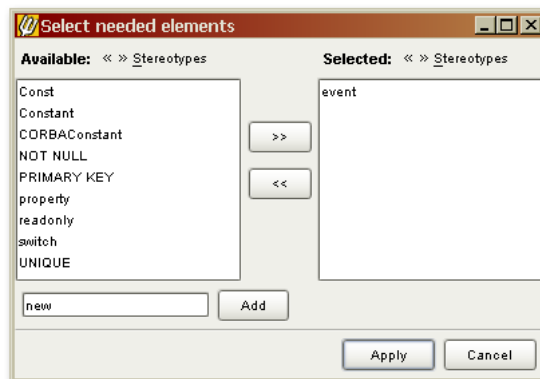 Select needed elements
Available: « » Stereotypes
Selected: « » Stereotypes
Const
Constant
CORBAConstant
NOT NULL
PRIMARY KEY
property
readonly
switch
UNIQUE
>>
<<
event
new
Add
Apply
Cancel